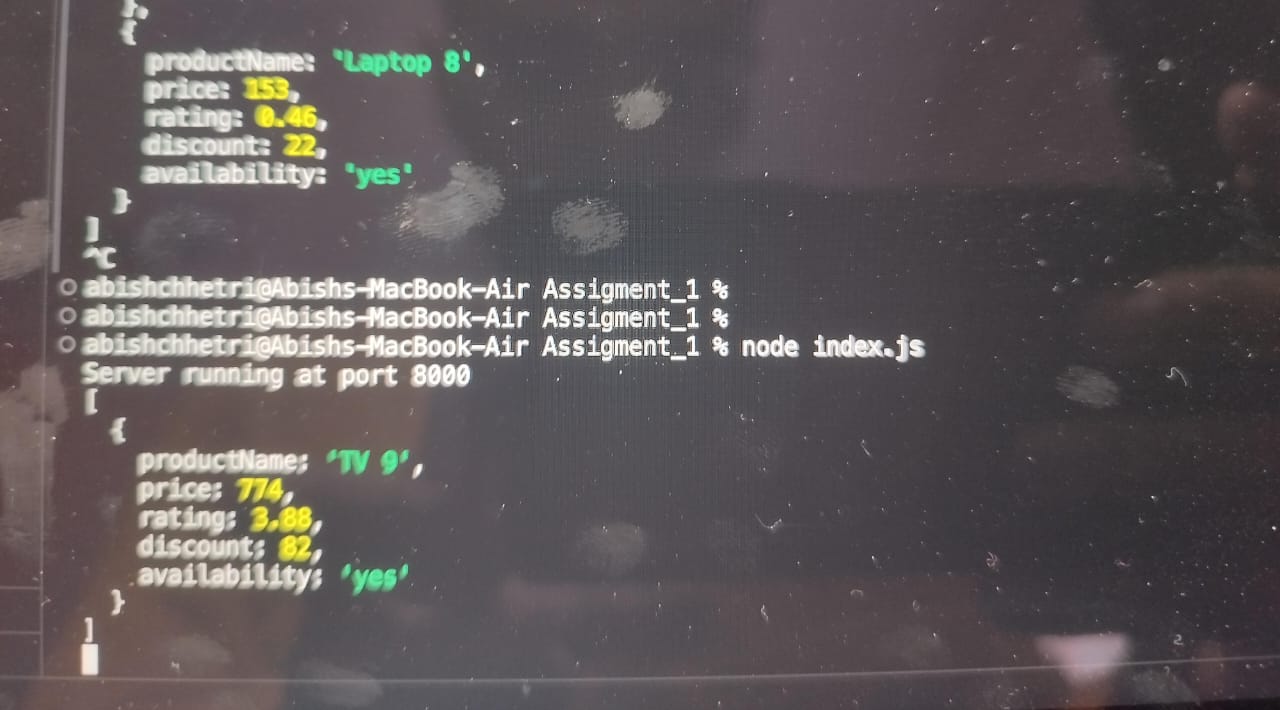 },
{
productName: 'Laptop 8',
price: 153,
rating: 0.46,
discount: 22,
availability: 'yes'
}
]
^C
abishchhetri@Abishs-MacBook-Air Assigment_1 %
abishchhetri@Abishs-MacBook-Air Assigment_1 %
abishchhetri@Abishs-MacBook-Air Assigment_1 % node index.js
Server running at port 8000
[
{
productName: 'TV 9',
price: 774,
rating: 3.88,
discount: 82,
availability: 'yes'
}
]